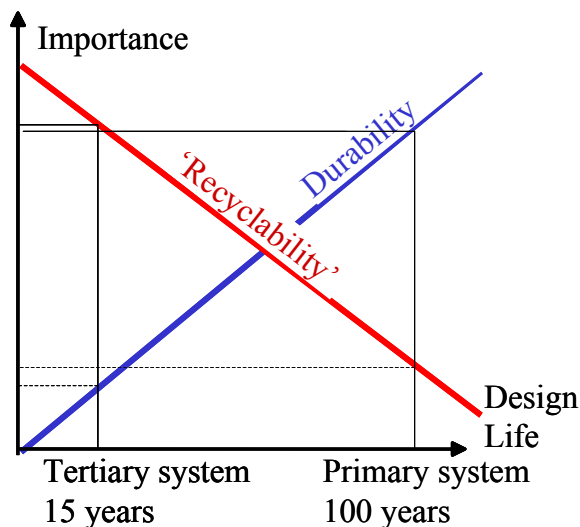 Importance
Durability
‘Recyclability’
Design
Life
Tertiary system
15 years
Primary system
100 years